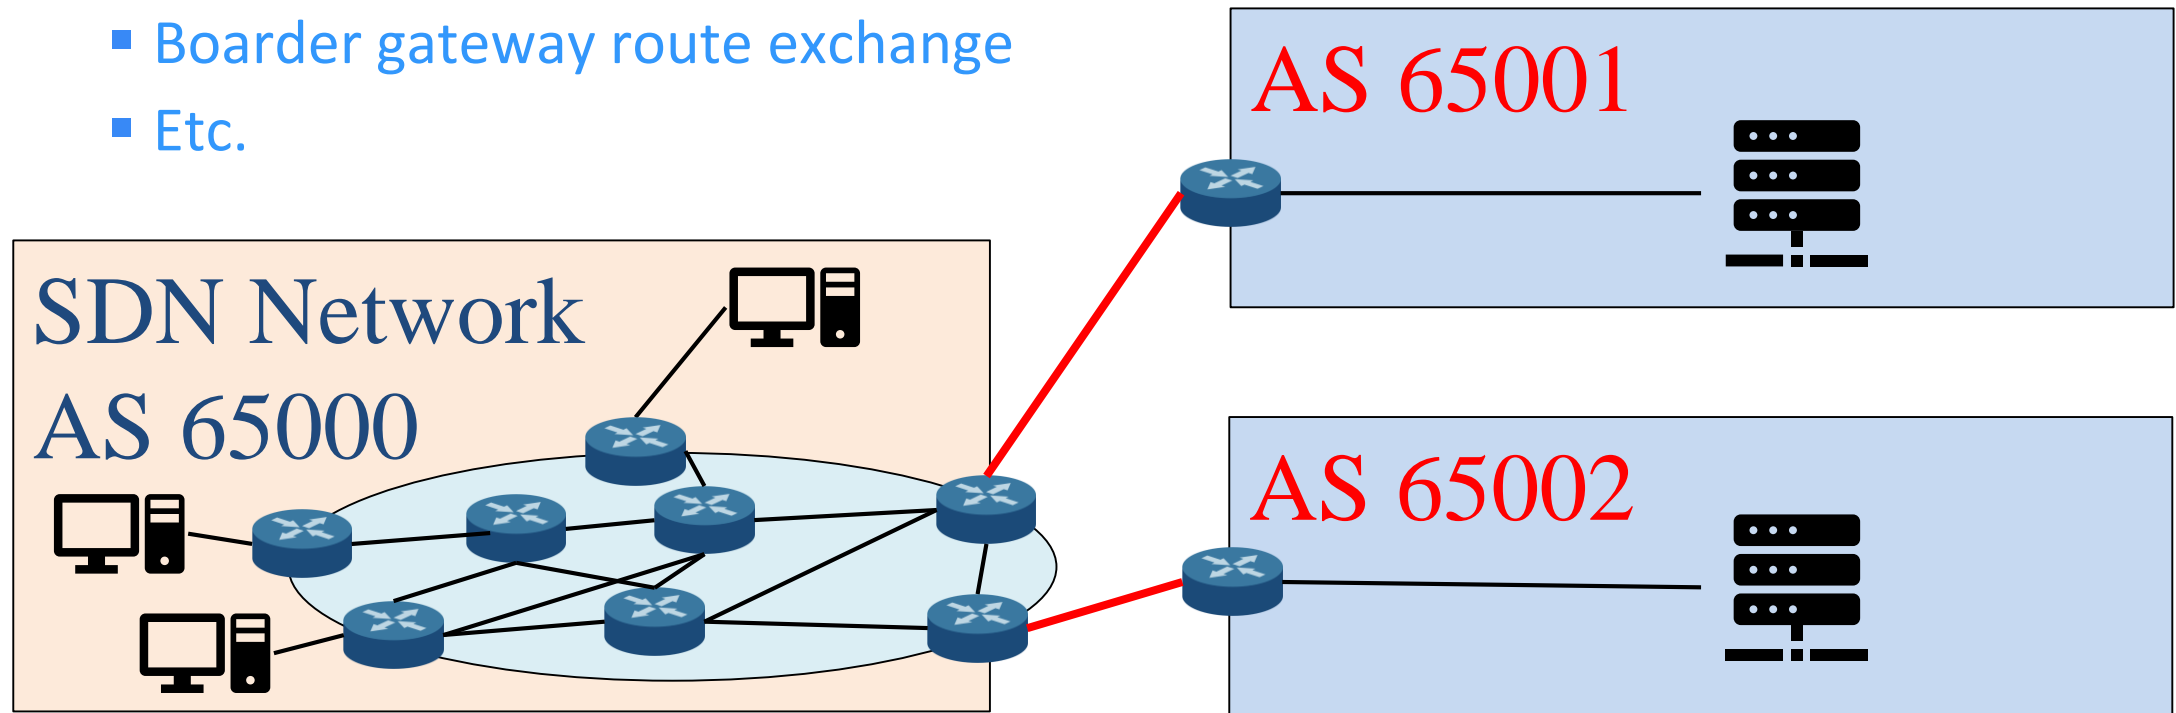 ▪ Boarder gateway route exchange
▪ Etc.
AS 65001
SDN Network
AS 65000
AS 65002